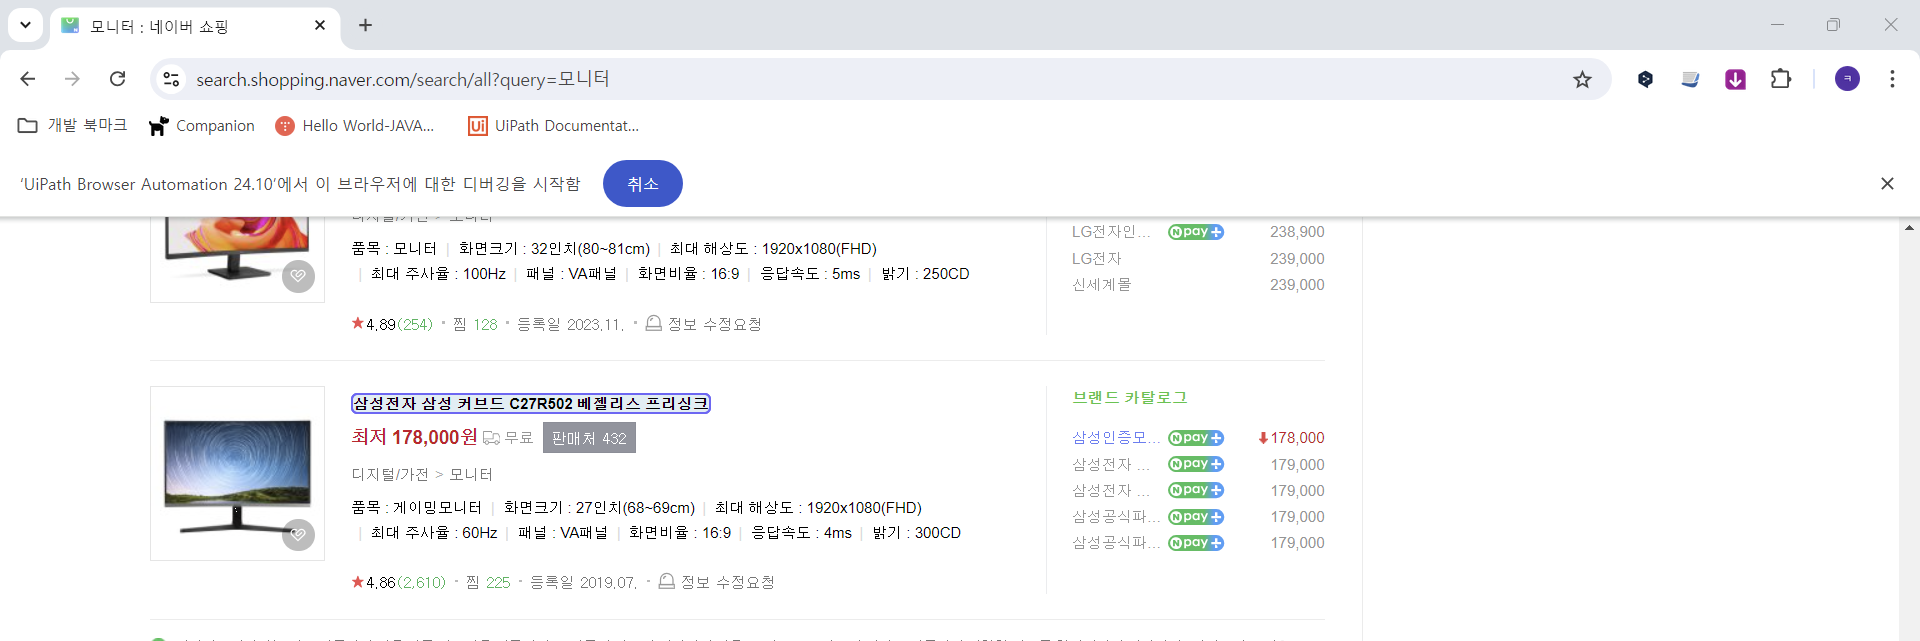 모니터 : 네이버 쇼핑
search.shopping.naver.com/search/all?query=모니터
ㅋ
개발 북마크
Companion
Hello World-JAVA...
Ui UiPath Documentat...
'UiPath Browser Automation 24.10'에서 이 브라우저에 대한 디버깅을 시작함
취소
디지털/가전 > 모니터
품목 : 모니터 | 화면크기 : 32인치(80~81cm) | 최대 해상도 : 1920x1080(FHD)
| 최대 주사율 : 100Hz | 패널 : VA패널 | 화면비율 : 16:9 | 응답속도 : 5ms | 밝기 : 250CD
★4.89(254) · 찜 128 · 등록일 2023.11. · 정보 수정요청
LG전자인... N pay+ 238,900
LG전자 239,000
신세계몰 239,000
삼성전자 삼성 커브드 C27R502 베젤리스 프리싱크
최저 178,000원 무료 판매처 432
디지털/가전 > 모니터
품목 : 게이밍모니터 | 화면크기 : 27인치(68~69cm) | 최대 해상도 : 1920x1080(FHD)
| 최대 주사율 : 60Hz | 패널 : VA패널 | 화면비율 : 16:9 | 응답속도 : 4ms | 밝기 : 300CD
★4.86(2,610) · 찜 225 · 등록일 2019.07. · 정보 수정요청
브랜드 카탈로그
삼성인증모... N pay+ 178,000
삼성전자 ... N pay+ 179,000
삼성전자 ... N pay+ 179,000
삼성공식파... N pay+ 179,000
삼성공식파... N pay+ 179,000